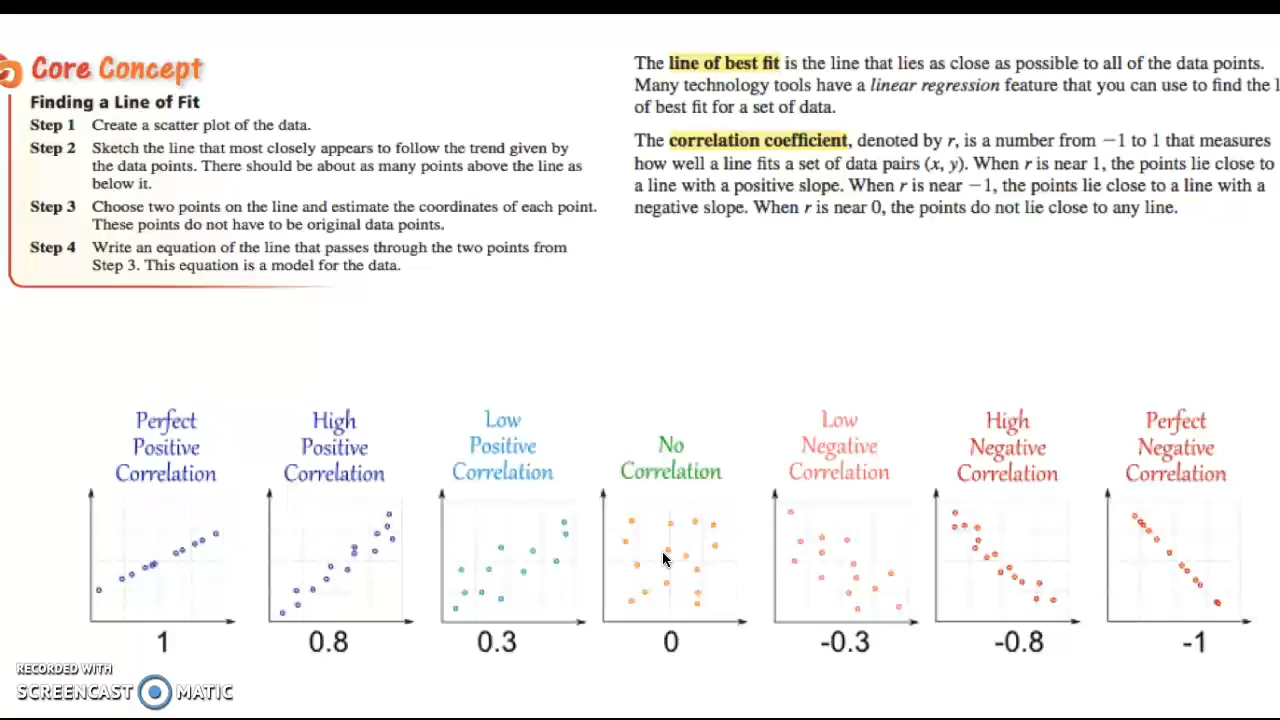 Core Concept
Finding a Line of Fit
Step 1 Create a scatter plot of the data.
Step 2 Sketch the line that most closely appears to follow the trend given by
the data points. There should be about as many points above the line as
below it.
Step 3 Choose two points on the line and estimate the coordinates of each point.
These points do not have to be original data points.
Step 4 Write an equation of the line that passes through the two points from
Step 3. This equation is a model for the data.
The line of best fit is the line that lies as close as possible to all of the data points.
Many technology tools have a linear regression feature that you can use to find the l
of best fit for a set of data.
The correlation coefficient, denoted by r, is a number from −1 to 1 that measures
how well a line fits a set of data pairs (x, y). When r is near 1, the points lie close to
a line with a positive slope. When r is near −1, the points lie close to a line with a
negative slope. When r is near 0, the points do not lie close to any line.
Perfect
Positive
Correlation
1
High
Positive
Correlation
0.8
Low
Positive
Correlation
0.3
No
Correlation
0
Low
Negative
Correlation
-0.3
High
Negative
Correlation
-0.8
Perfect
Negative
Correlation
-1
RECORDED WITH
SCREENCAST MATIC